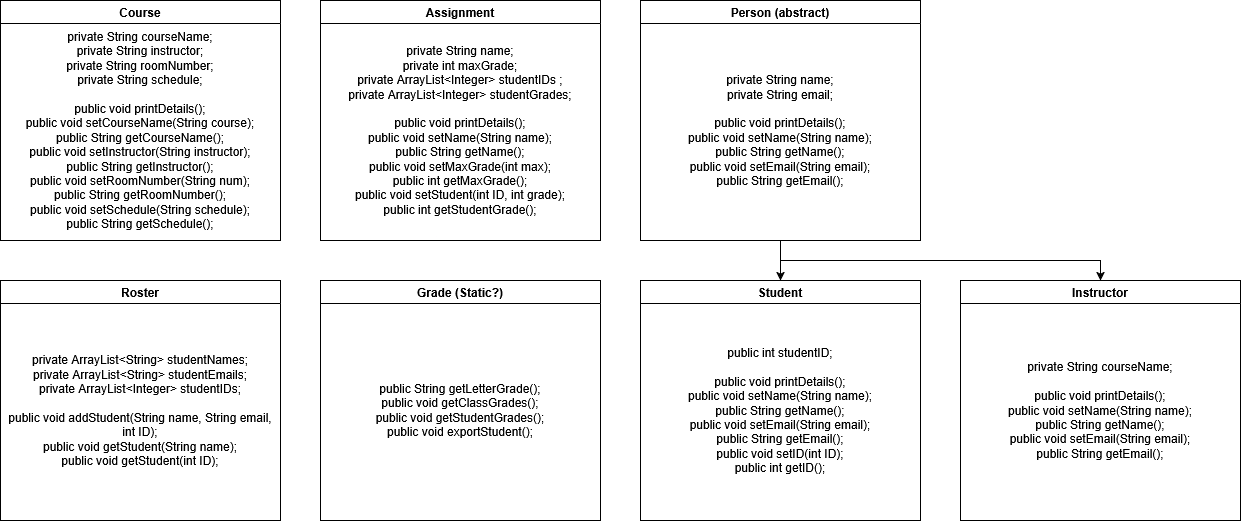 Course
private String courseName;
private String instructor;
private String roomNumber;
private String schedule;
public void printDetails();
public void setCourseName(String course);
public String getCourseName();
public void setInstructor(String instructor);
public String getInstructor();
public void setRoomNumber(String num);
public String getRoomNumber();
public void setSchedule(String schedule);
public String getSchedule();
Assignment
private String name;
private int maxGrade;
private ArrayList<Integer> studentIDs ;
private ArrayList<Integer> studentGrades;
public void printDetails();
public void setName(String name);
public String getName();
public void setMaxGrade(int max);
public int getMaxGrade();
public void setStudent(int ID, int grade);
public int getStudentGrade();
Person (abstract)
private String name;
private String email;
public void printDetails();
public void setName(String name);
public String getName();
public void setEmail(String email);
public String getEmail();
Roster
private ArrayList<String> studentNames;
private ArrayList<String> studentEmails;
private ArrayList<Integer> studentIDs;
public void addStudent(String name, String email,
int ID);
public void getStudent(String name);
public void getStudent(int ID);
Grade (Static?)
public String getLetterGrade();
public void getClassGrades();
public void getStudentGrades();
public void exportStudent();
Student
public int studentID;
public void printDetails();
public void setName(String name);
public String getName();
public void setEmail(String email);
public String getEmail();
public void setID(int ID);
public int getID();
Instructor
private String courseName;
public void printDetails();
public void setName(String name);
public String getName();
public void setEmail(String email);
public String getEmail();